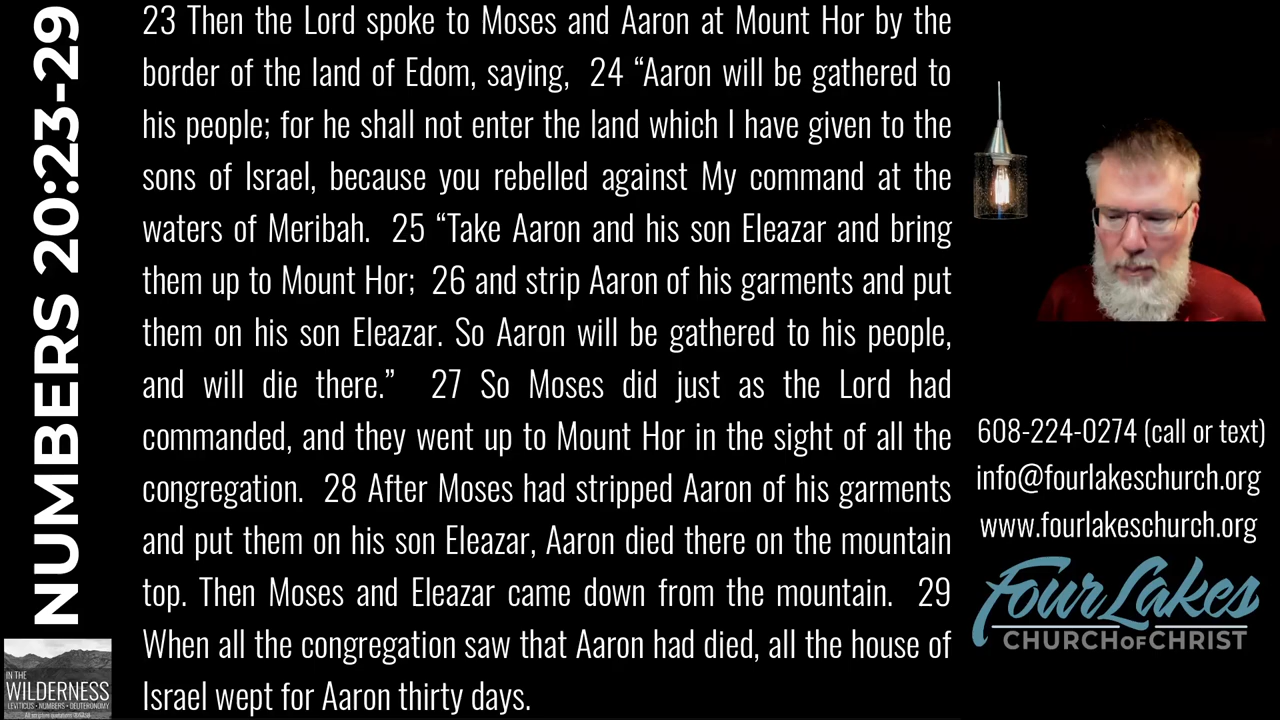 NUMBERS 20:23-29
23 Then the Lord spoke to Moses and Aaron at Mount Hor by the
border of the land of Edom, saying, 24 “Aaron will be gathered to
his people; for he shall not enter the land which I have given to the
sons of Israel, because you rebelled against My command at the
waters of Meribah. 25 “Take Aaron and his son Eleazar and bring
them up to Mount Hor; 26 and strip Aaron of his garments and put
them on his son Eleazar. So Aaron will be gathered to his people,
and will die there.” 27 So Moses did just as the Lord had
commanded, and they went up to Mount Hor in the sight of all the
congregation. 28 After Moses had stripped Aaron of his garments
and put them on his son Eleazar, Aaron died there on the mountain
top. Then Moses and Eleazar came down from the mountain. 29
When all the congregation saw that Aaron had died, all the house of
Israel wept for Aaron thirty days.
608-224-0274 (call or text)
info@fourlakeschurch.org
www.fourlakeschurch.org
Four Lakes
CHURCH OF CHRIST
IN THE
WILDERNESS
LEVITICUS • NUMBERS • DEUTERONOMY